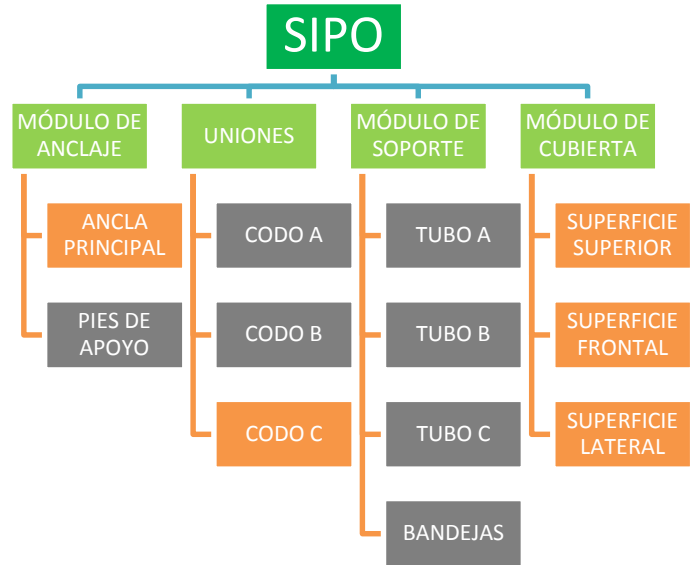 SIPO
MÓDULO DE
ANCLAJE
ANCLA
PRINCIPAL
PIES DE
APOYO
UNIONES
CODO A
CODO B
CODO C
MÓDULO DE
SOPORTE
TUBO A
TUBO B
TUBO C
BANDEJAS
MÓDULO DE
CUBIERTA
SUPERFICIE
SUPERIOR
SUPERFICIE
FRONTAL
SUPERFICIE
LATERAL